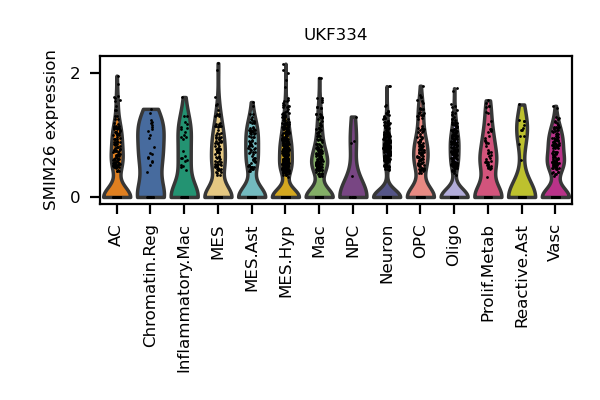 UKF334
SMIM26 expression
2
0
AC
Chromatin.Reg
Inflammatory.Mac
MES
MES.Ast
MES.Hyp
Mac
NPC
Neuron
OPC
Oligo
Prolif.Metab
Reactive.Ast
Vasc